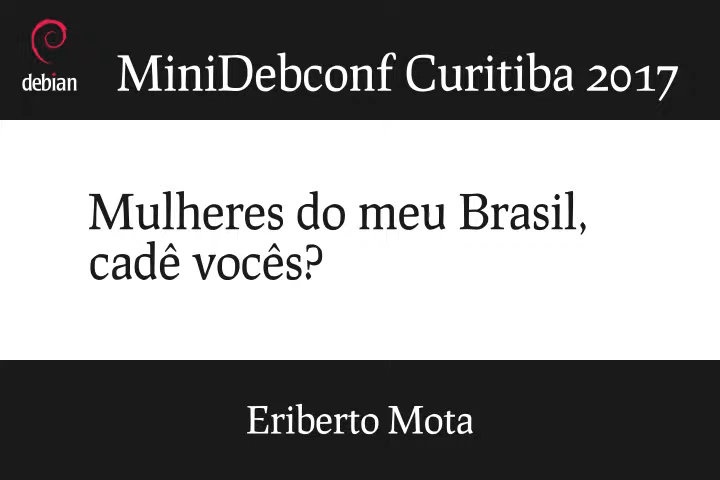 debian
MiniDebconf Curitiba 2017
Mulheres do meu Brasil,
cadê vocês?
Eriberto Mota